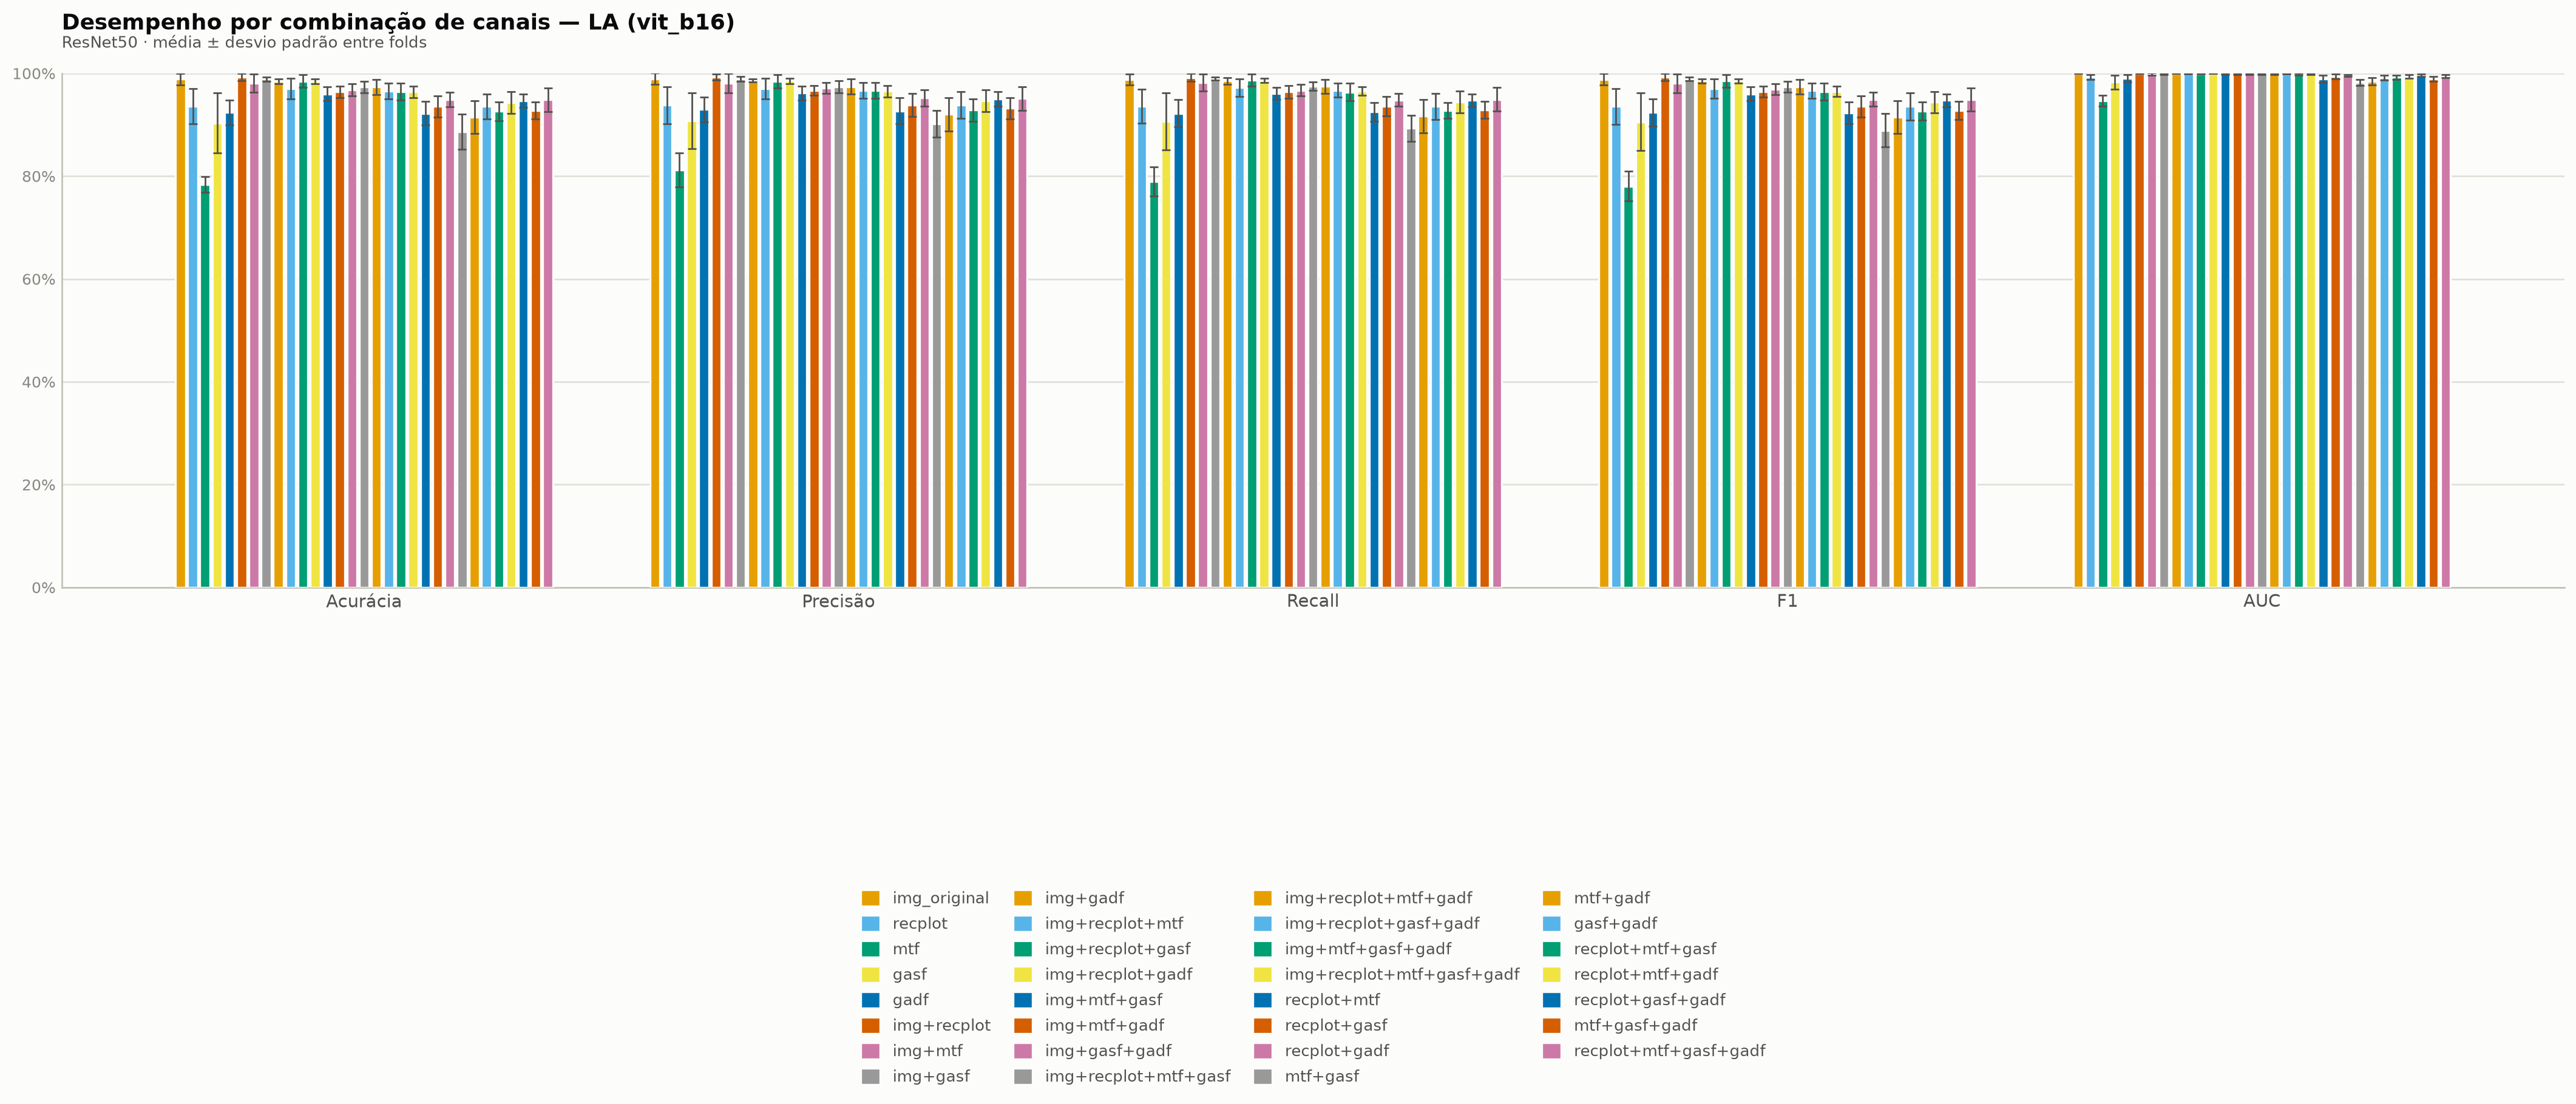 Desempenho por combinação de canais — LA (vit_b16)
ResNet50 · média ± desvio padrão entre folds
100%
80%
60%
40%
20%
0%
Acurácia
Precisão
Recall
F1
AUC
img_original
recplot
mtf
gasf
gadf
img+recplot
img+mtf
img+gasf
img+gadf
img+recplot+mtf
img+recplot+gasf
img+recplot+gadf
img+mtf+gasf
img+mtf+gadf
img+gasf+gadf
img+recplot+mtf+gasf
img+recplot+mtf+gadf
img+recplot+gasf+gadf
img+mtf+gasf+gadf
img+recplot+mtf+gasf+gadf
recplot+mtf
recplot+gasf
recplot+gadf
mtf+gasf
mtf+gadf
gasf+gadf
recplot+mtf+gasf
recplot+mtf+gadf
recplot+gasf+gadf
mtf+gasf+gadf
recplot+mtf+gasf+gadf